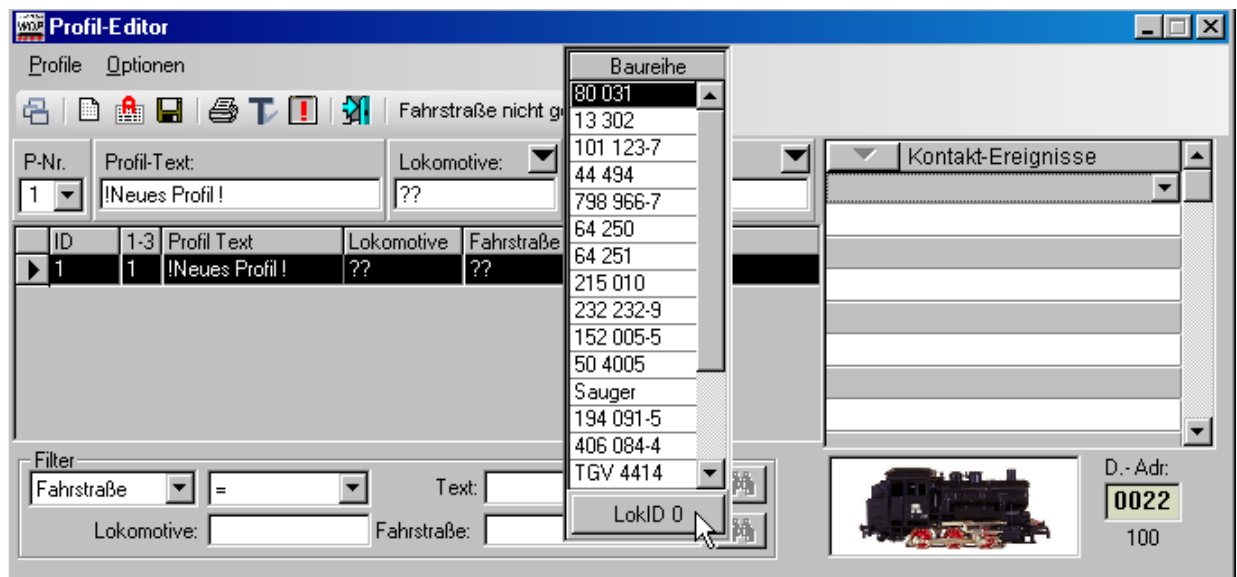 Profil-Editor
Profile Optionen
Fahrstraße nicht g
P-Nr. Profil-Text: Lokomotive:
1 !Neues Profil ! ??
ID 1-3 Profil Text Lokomotive Fahrstraße
1 1 !Neues Profil ! ?? ??
Baureihe
80 031
13 302
101 123-7
44 494
798 966-7
64 250
64 251
215 010
232 232-9
152 005-5
50 4005
Sauger
194 091-5
406 084-4
TGV 4414
LokID 0
Kontakt-Ereignisse
Filter
Fahrstraße = Text:
Lokomotive: Fahrstraße:
D.- Adr:
0022
100